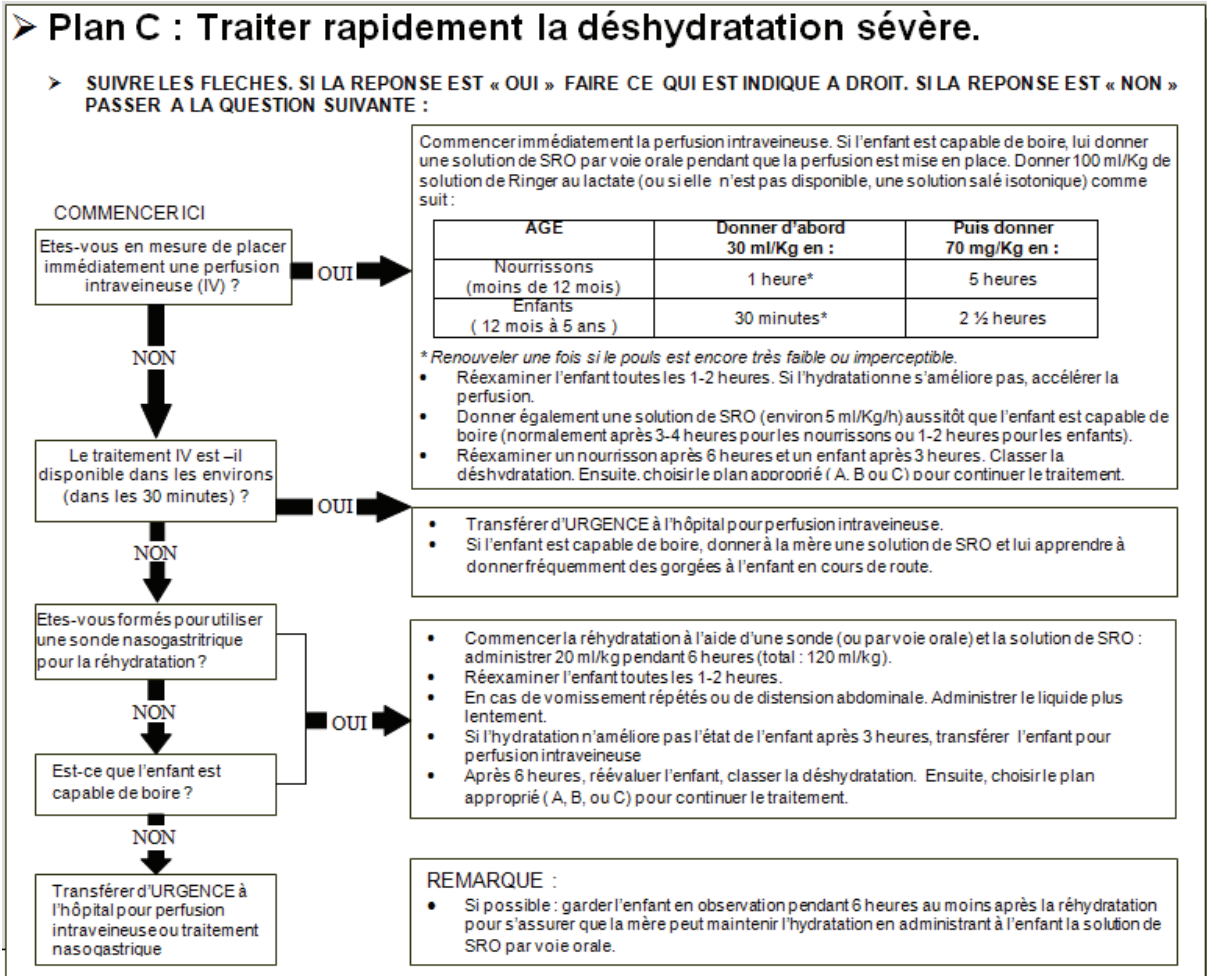 ➢ Plan C : Traiter rapidement la déshydratation sévère.
➢ SUIVRE LES FLECHES. SI LA REPONSE EST « OUI » FAIRE CE QUI EST INDIQUE A DROIT. SI LA REPONSE EST « NON »
PASSER A LA QUESTION SUIVANTE :
COMMENCER ICI
Etes-vous en mesure de placer
immédiatement une perfusion
intraveineuse (IV) ?
OUI
Commencer immédiatement la perfusion intraveineuse. Si l'enfant est capable de boire, lui donner
une solution de SRO par voie orale pendant que la perfusion est mise en place. Donner 100 ml/Kg de
solution de Ringer au lactate (ou si elle n'est pas disponible, une solution salé isotonique) comme
suit :
AGE
Donner d'abord
30 ml/Kg en :
Puis donner
70 mg/Kg en :
Nourrissons
(moins de 12 mois)
1 heure*
5 heures
Enfants
( 12 mois à 5 ans )
30 minutes*
2 ½ heures
* Renouveler une fois si le pouls est encore très faible ou imperceptible.
• Réexaminer l'enfant toutes les 1-2 heures. Si l'hydratationne s'améliore pas, accélérer la
perfusion.
• Donner également une solution de SRO (environ 5 ml/Kg/h) aussitôt que l'enfant est capable de
boire (normalement après 3-4 heures pour les nourrissons ou 1-2 heures pour les enfants).
• Réexaminer un nourrisson après 6 heures et un enfant après 3 heures. Classer la
déshydratation. Ensuite, choisir le plan approprié ( A, B ou C) pour continuer le traitement.
NON
Le traitement IV est –il
disponible dans les environs
(dans les 30 minutes) ?
OUI
• Transférer d'URGENCE à l'hôpital pour perfusion intraveineuse.
• Si l'enfant est capable de boire, donner à la mère une solution de SRO et lui apprendre à
donner fréquemment des gorgées à l'enfant en cours de route.
NON
Etes-vous formés pour utiliser
une sonde nasogastritrique
pour la réhydratation ?
NON
Est-ce que l'enfant est
capable de boire ?
OUI
• Commencer la réhydratation à l'aide d'une sonde (ou par voie orale) et la solution de SRO :
administrer 20 ml/kg pendant 6 heures (total : 120 ml/kg).
• Réexaminer l'enfant toutes les 1-2 heures.
• En cas de vomissement répétés ou de distension abdominale. Administrer le liquide plus
lentement.
• Si l'hydratation n'améliore pas l'état de l'enfant après 3 heures, transférer l'enfant pour
perfusion intraveineuse
• Après 6 heures, réévaluer l'enfant, classer la déshydratation. Ensuite, choisir le plan
approprié ( A, B, ou C) pour continuer le traitement.
NON
Transférer d'URGENCE à
l'hôpital pour perfusion
intraveineuse ou traitement
nasogastrique
REMARQUE :
• Si possible : garder l'enfant en observation pendant 6 heures au moins après la réhydratation
pour s'assurer que la mère peut maintenir l'hydratation en administrant à l'enfant la solution de
SRO par voie orale.